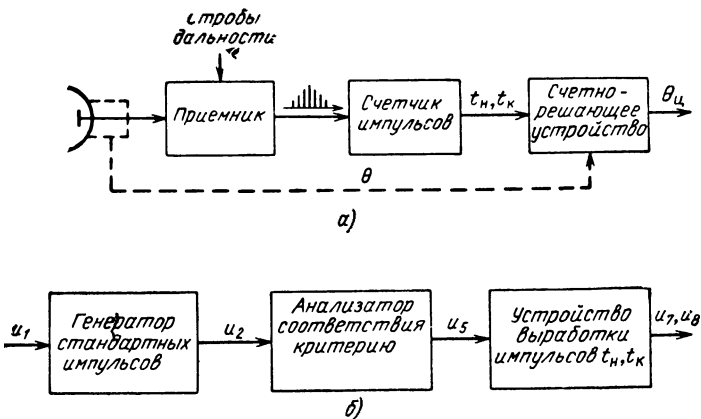 Стробы
дальности
Приемник
Счетчик
импульсов
tн, tк
Счетно-
решающее
устройство
θц
θ
а)
u1
Генератор
стандартных
импульсов
u2
Анализатор
соответствия
критерию
u5
Устройство
выработки
импульсов tн, tк
u7, u8
б)